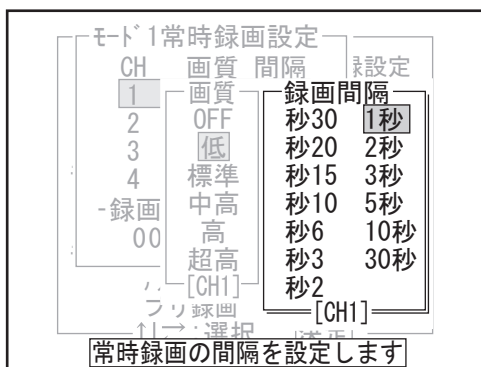 モード1常時録画設定
CH 画質 間隔 録設定
1
2
3
4
-録画
00
画質
OFF
低
標準
中高
高
超高
[CH1]
録画間隔
秒30 1秒
秒20 2秒
秒15 3秒
秒10 5秒
秒6 10秒
秒3 30秒
秒2
[CH1]
録画
↑↓→:選択
常時録画の間隔を設定します